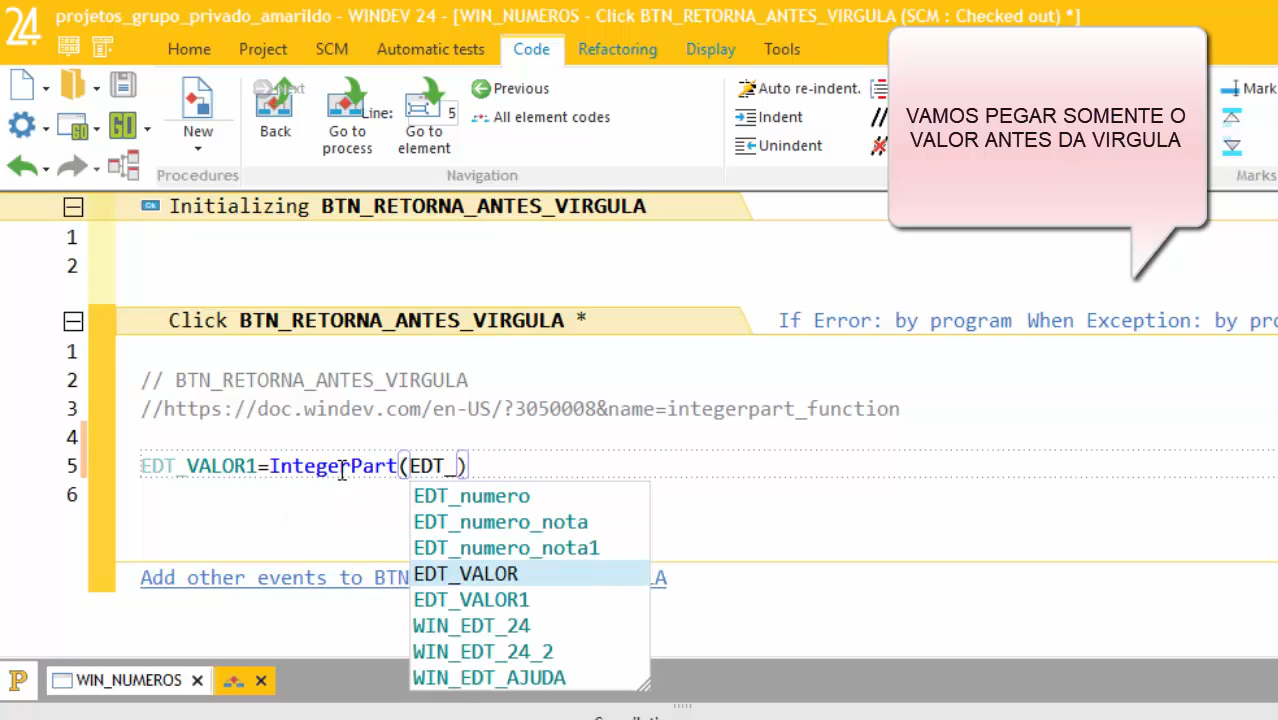 24 projetos_grupo_privado_amarildo - WINDEV 24 - [WIN_NUMEROS - Click BTN_RETORNA_ANTES_VIRGULA (SCM : Checked out) *]
Home Project SCM Automatic tests Code Refactoring Display Tools
New
Procedures
Next
Back
Go to process
Line: 5
Go to element
Previous
All element codes
Navigation
Auto re-indent.
Indent
Unindent
//
Mark
Marks
VAMOS PEGAR SOMENTE O
VALOR ANTES DA VIRGULA
Initializing BTN_RETORNA_ANTES_VIRGULA
1
2
Click BTN_RETORNA_ANTES_VIRGULA * If Error: by program When Exception: by pro
1
2 // BTN_RETORNA_ANTES_VIRGULA
3 //https://doc.windev.com/en-US/?3050008&name=integerpart_function
4
5 EDT_VALOR1=IntegerPart(EDT_)
6
EDT_numero
EDT_numero_nota
EDT_numero_nota1
EDT_VALOR
EDT_VALOR1
WIN_EDT_24
WIN_EDT_24_2
WIN_EDT_AJUDA
Add other events to BTN LA
P WIN_NUMEROS